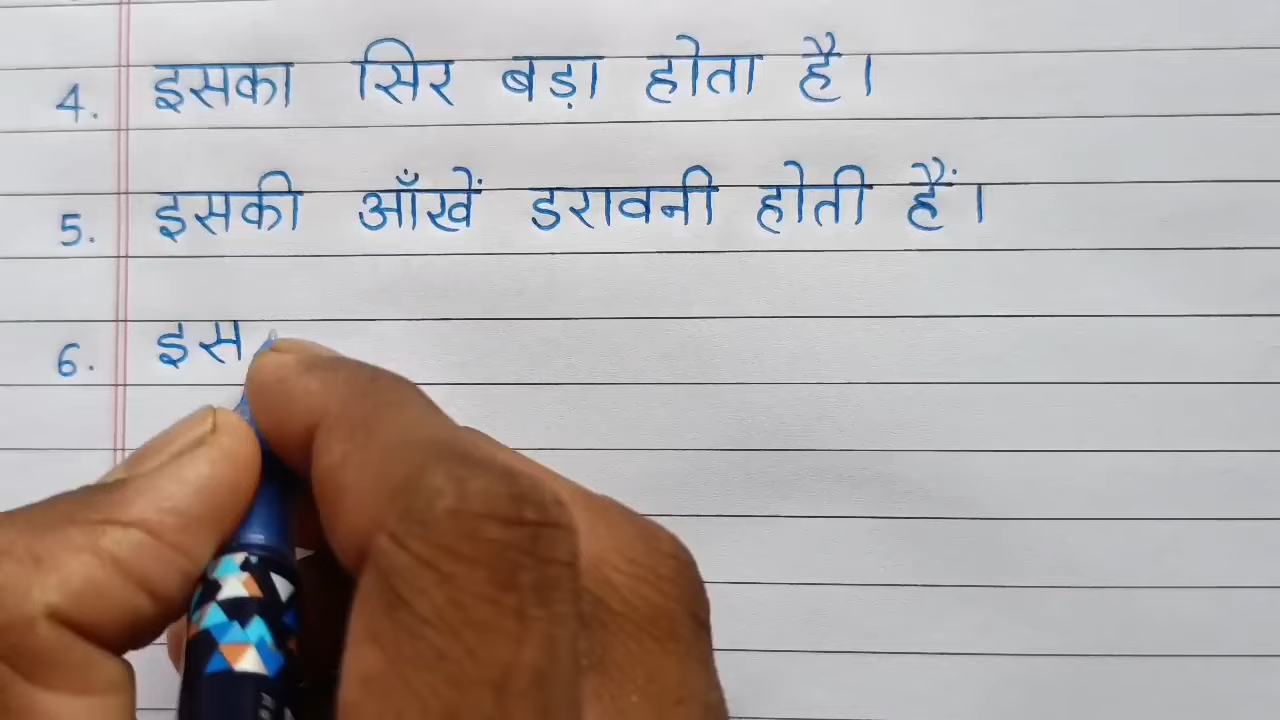 4. इसका सिर बड़ा होता है।
5. इसकी आँखें डरावनी होती हैं।
6. इस